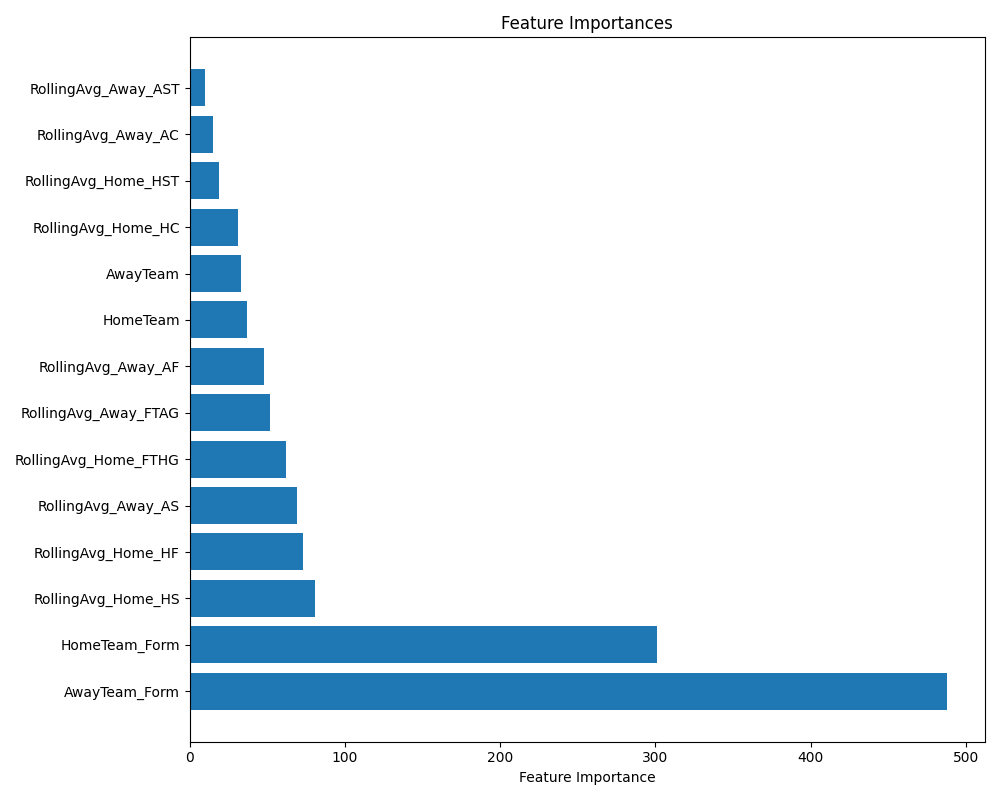 Feature Importances
RollingAvg_Away_AST
RollingAvg_Away_AC
RollingAvg_Home_HST
RollingAvg_Home_HC
AwayTeam
HomeTeam
RollingAvg_Away_AF
RollingAvg_Away_FTAG
RollingAvg_Home_FTHG
RollingAvg_Away_AS
RollingAvg_Home_HF
RollingAvg_Home_HS
HomeTeam_Form
AwayTeam_Form
0 100 200 300 400 500
Feature Importance